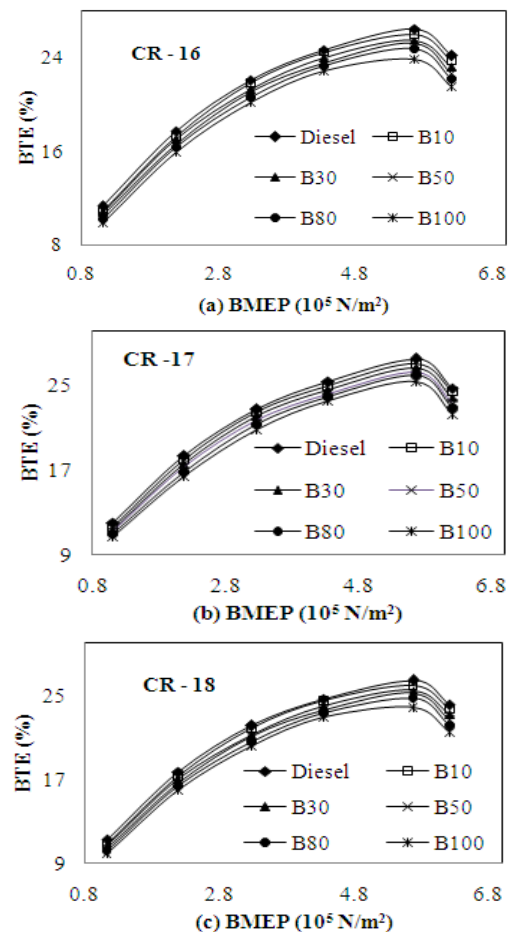 24
16
8
BTE (%)
CR - 16
Diesel B10
B30 B50
B80 B100
0.8 2.8 4.8 6.8
(a) BMEP (10⁵ N/m²)
25
17
9
BTE (%)
CR -17
Diesel B10
B30 B50
B80 B100
0.8 2.8 4.8 6.8
(b) BMEP (10⁵ N/m²)
25
17
9
BTE (%)
CR - 18
Diesel B10
B30 B50
B80 B100
0.8 2.8 4.8 6.8
(c) BMEP (10⁵ N/m²)